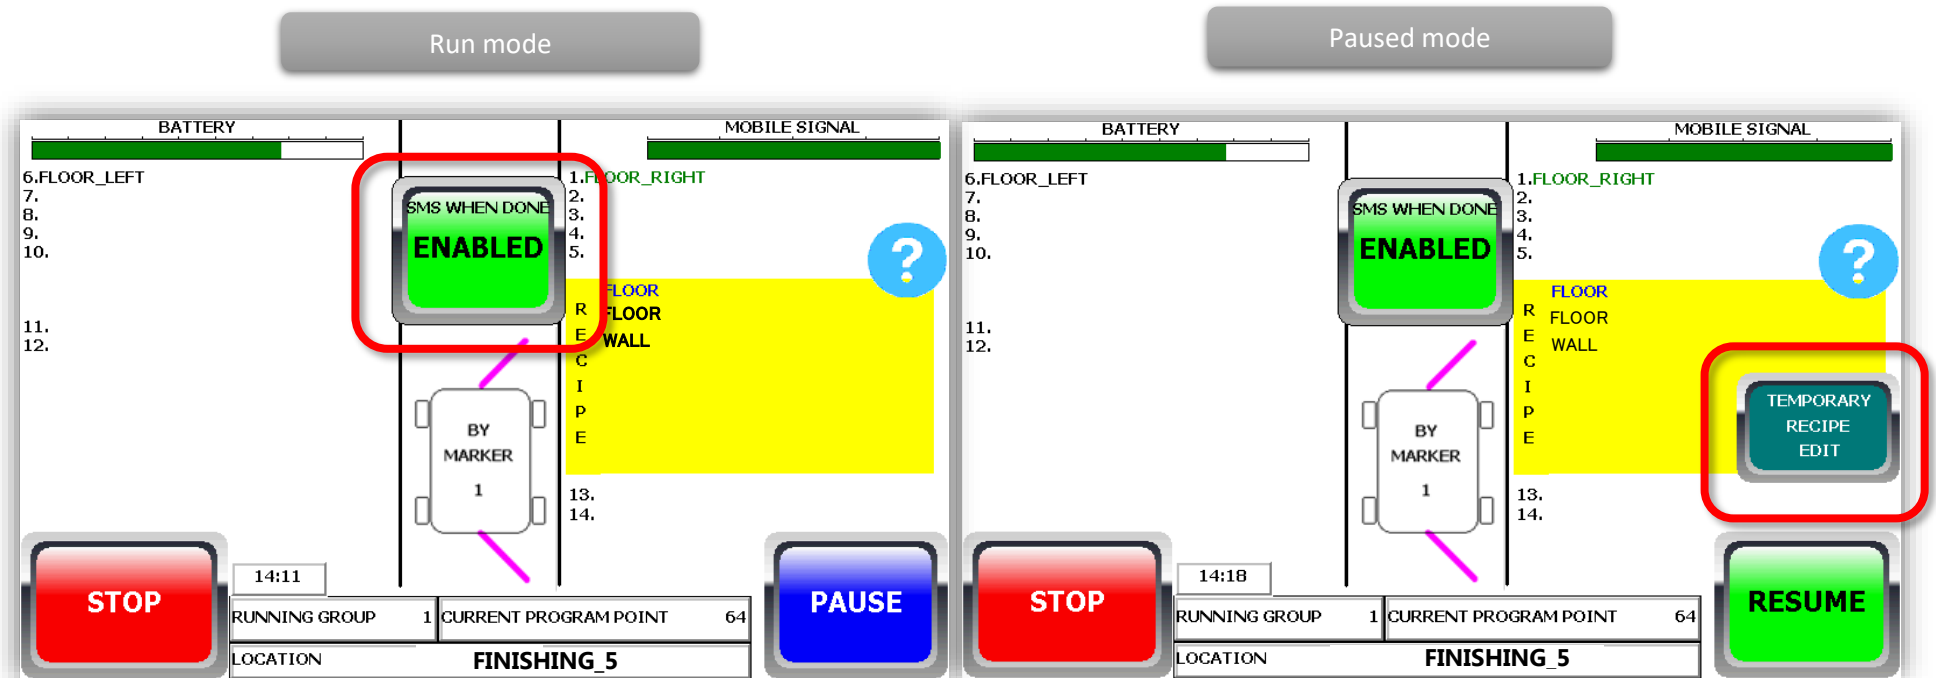 Run mode
BATTERY
MOBILE SIGNAL
6.FLOOR_LEFT
7.
8.
9.
10.
11.
12.
SMS WHEN DONE
ENABLED
1.FLOOR_RIGHT
2.
3.
4.
5.
RECIPE
FLOOR
FLOOR
WALL
?
BY
MARKER
1
13.
14.
STOP
14:11
PAUSE
RUNNING GROUP 1
CURRENT PROGRAM POINT 64
LOCATION FINISHING_5
Paused mode
BATTERY
MOBILE SIGNAL
6.FLOOR_LEFT
7.
8.
9.
10.
11.
12.
SMS WHEN DONE
ENABLED
1.FLOOR_RIGHT
2.
3.
4.
5.
RECIPE
FLOOR
FLOOR
WALL
?
TEMPORARY
RECIPE
EDIT
BY
MARKER
1
13.
14.
STOP
14:18
RESUME
RUNNING GROUP 1
CURRENT PROGRAM POINT 64
LOCATION FINISHING_5